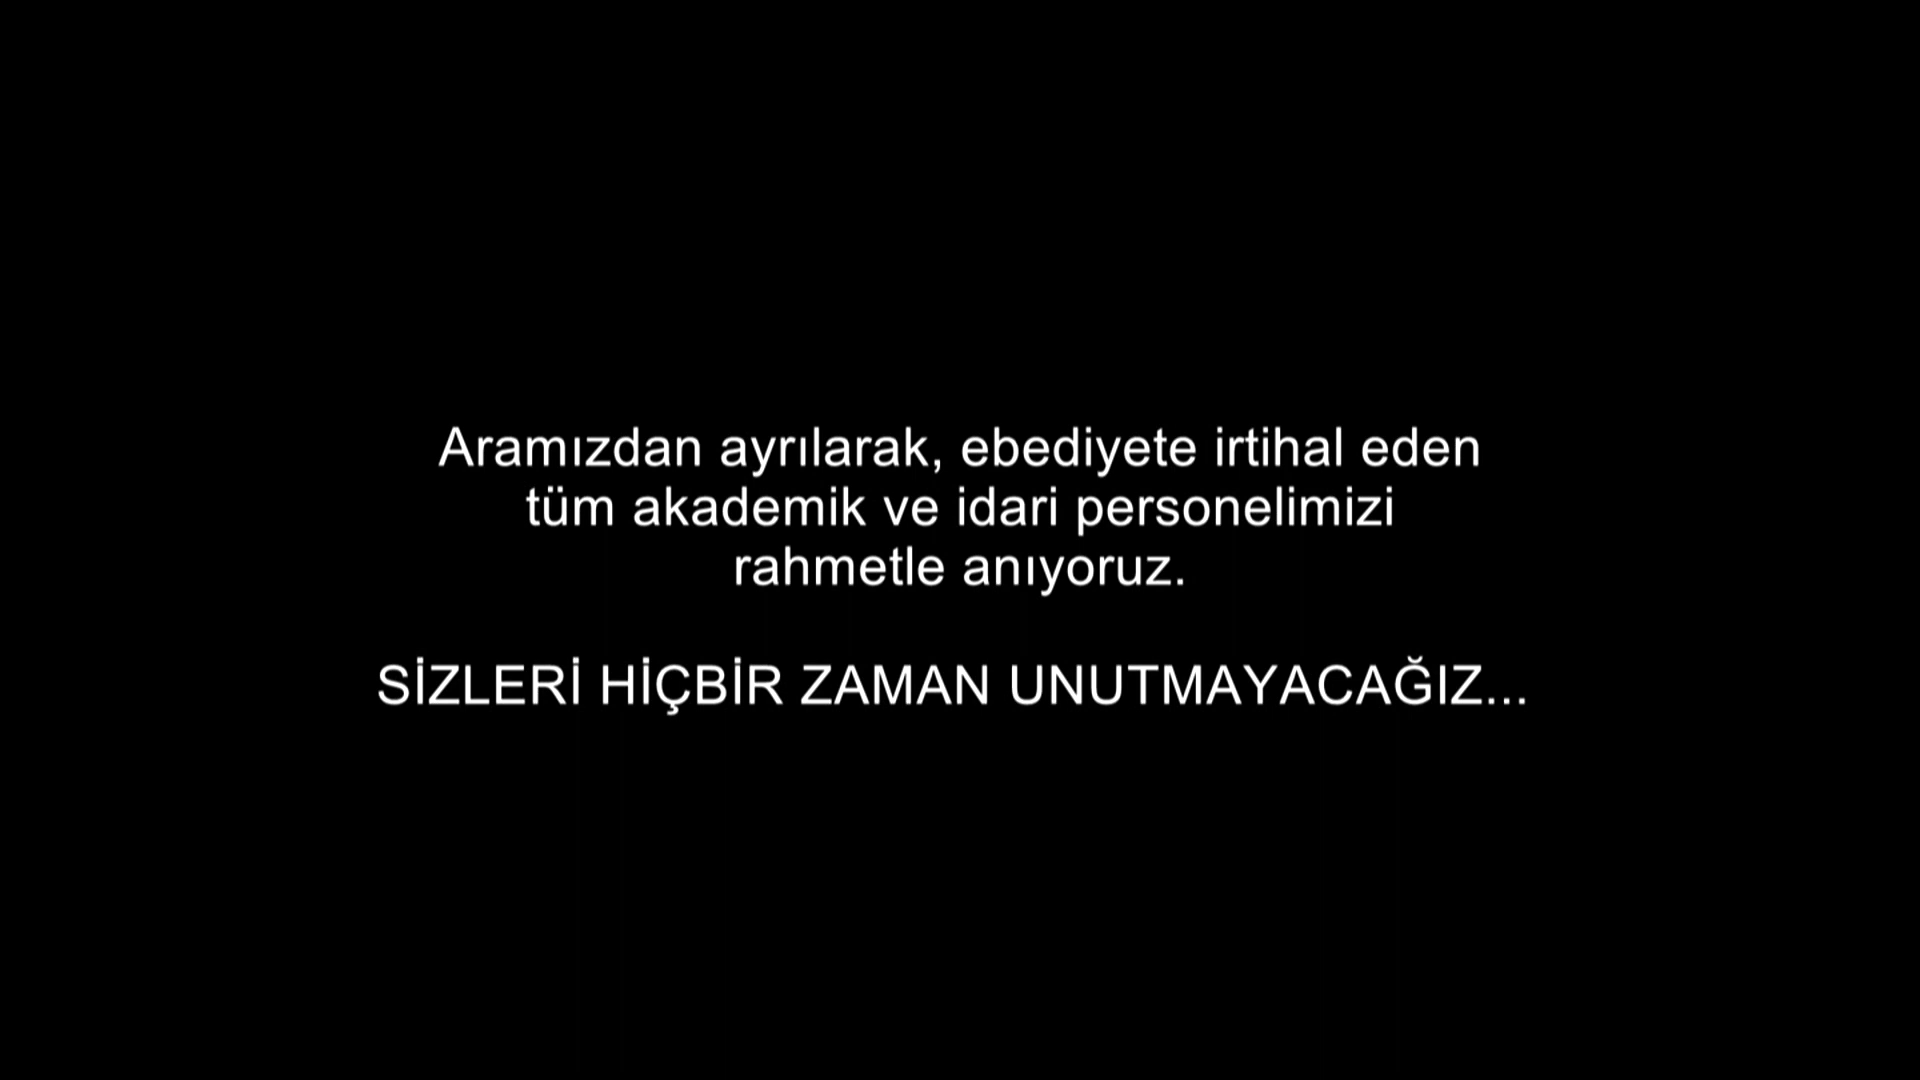 Aramızdan ayrılarak, ebediyete irtihal eden
tüm akademik ve idari personelimizi
rahmetle anıyoruz.
SİZLERİ HİÇBİR ZAMAN UNUTMAYACAĞIZ...